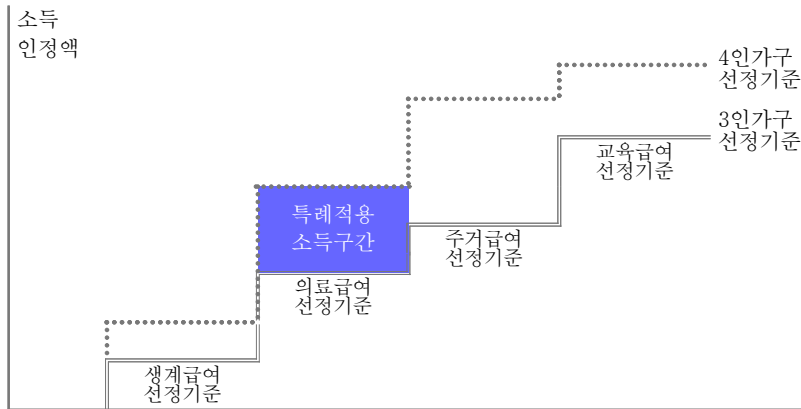 소득
인정액
4인가구
선정기준
3인가구
선정기준
교육급여
선정기준
특례적용
소득구간
주거급여
선정기준
의료급여
선정기준
생계급여
선정기준